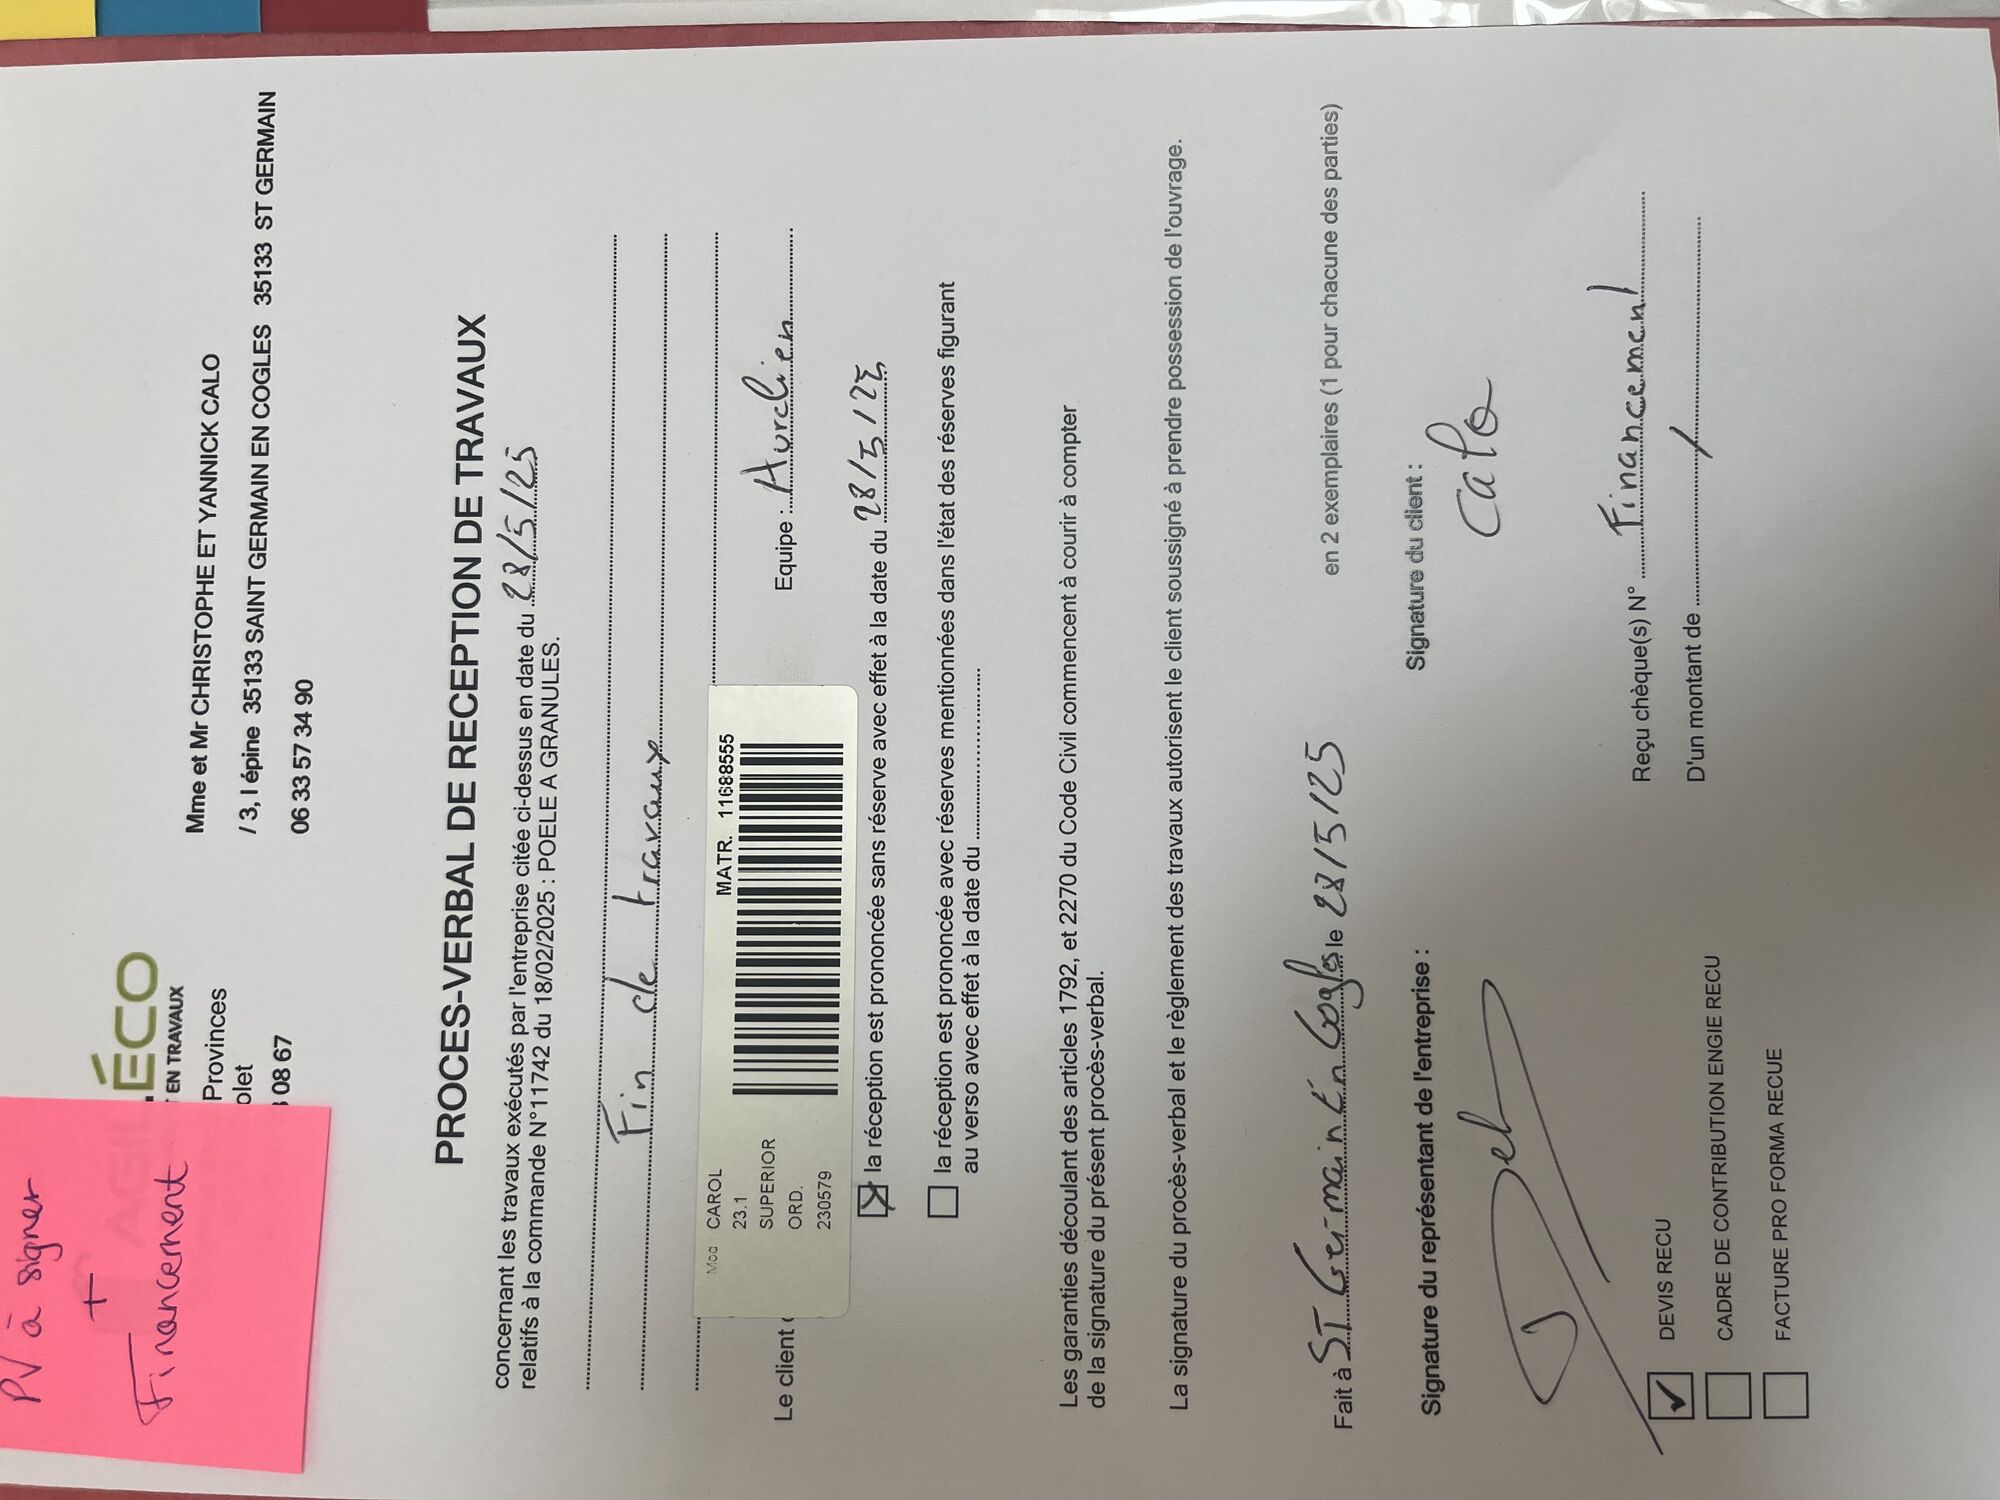 PV à signer
+
Financement
ÉCO
EN TRAVAUX
Provinces
olet
08 67
Mme et Mr CHRISTOPHE ET YANNICK CALO
/ 3, l épine 35133 SAINT GERMAIN EN COGLES 35133 ST GERMAIN
06 33 57 34 90
PROCES-VERBAL DE RECEPTION DE TRAVAUX
concernant les travaux exécutés par l'entreprise citée ci-dessus en date du 28/5/25
relatifs à la commande N°11742 du 18/02/2025 : POELE A GRANULES.
Fin de travaux
Mod : CAROL
23.1
SUPERIOR
ORD.
230579
MATR. 11688555
Le client
Equipe : Aurelien
la réception est prononcée sans réserve avec effet à la date du 28/5/25
la réception est prononcée avec réserves mentionnées dans l'état des réserves figurant
au verso avec effet à la date du
Les garanties découlant des articles 1792, et 2270 du Code Civil commencent à courir à compter
de la signature du présent procès-verbal.
La signature du procès-verbal et le règlement des travaux autorisent le client soussigné à prendre possession de l'ouvrage.
Fait à ST Germain En Cogles le 28/5/25 en 2 exemplaires (1 pour chacune des parties)
Signature du représentant de l'entreprise :
Signature du client :
Calo
DEVIS RECU
CADRE DE CONTRIBUTION ENGIE RECU
FACTURE PRO FORMA RECUE
Reçu chèque(s) N° Financement
D'un montant de /